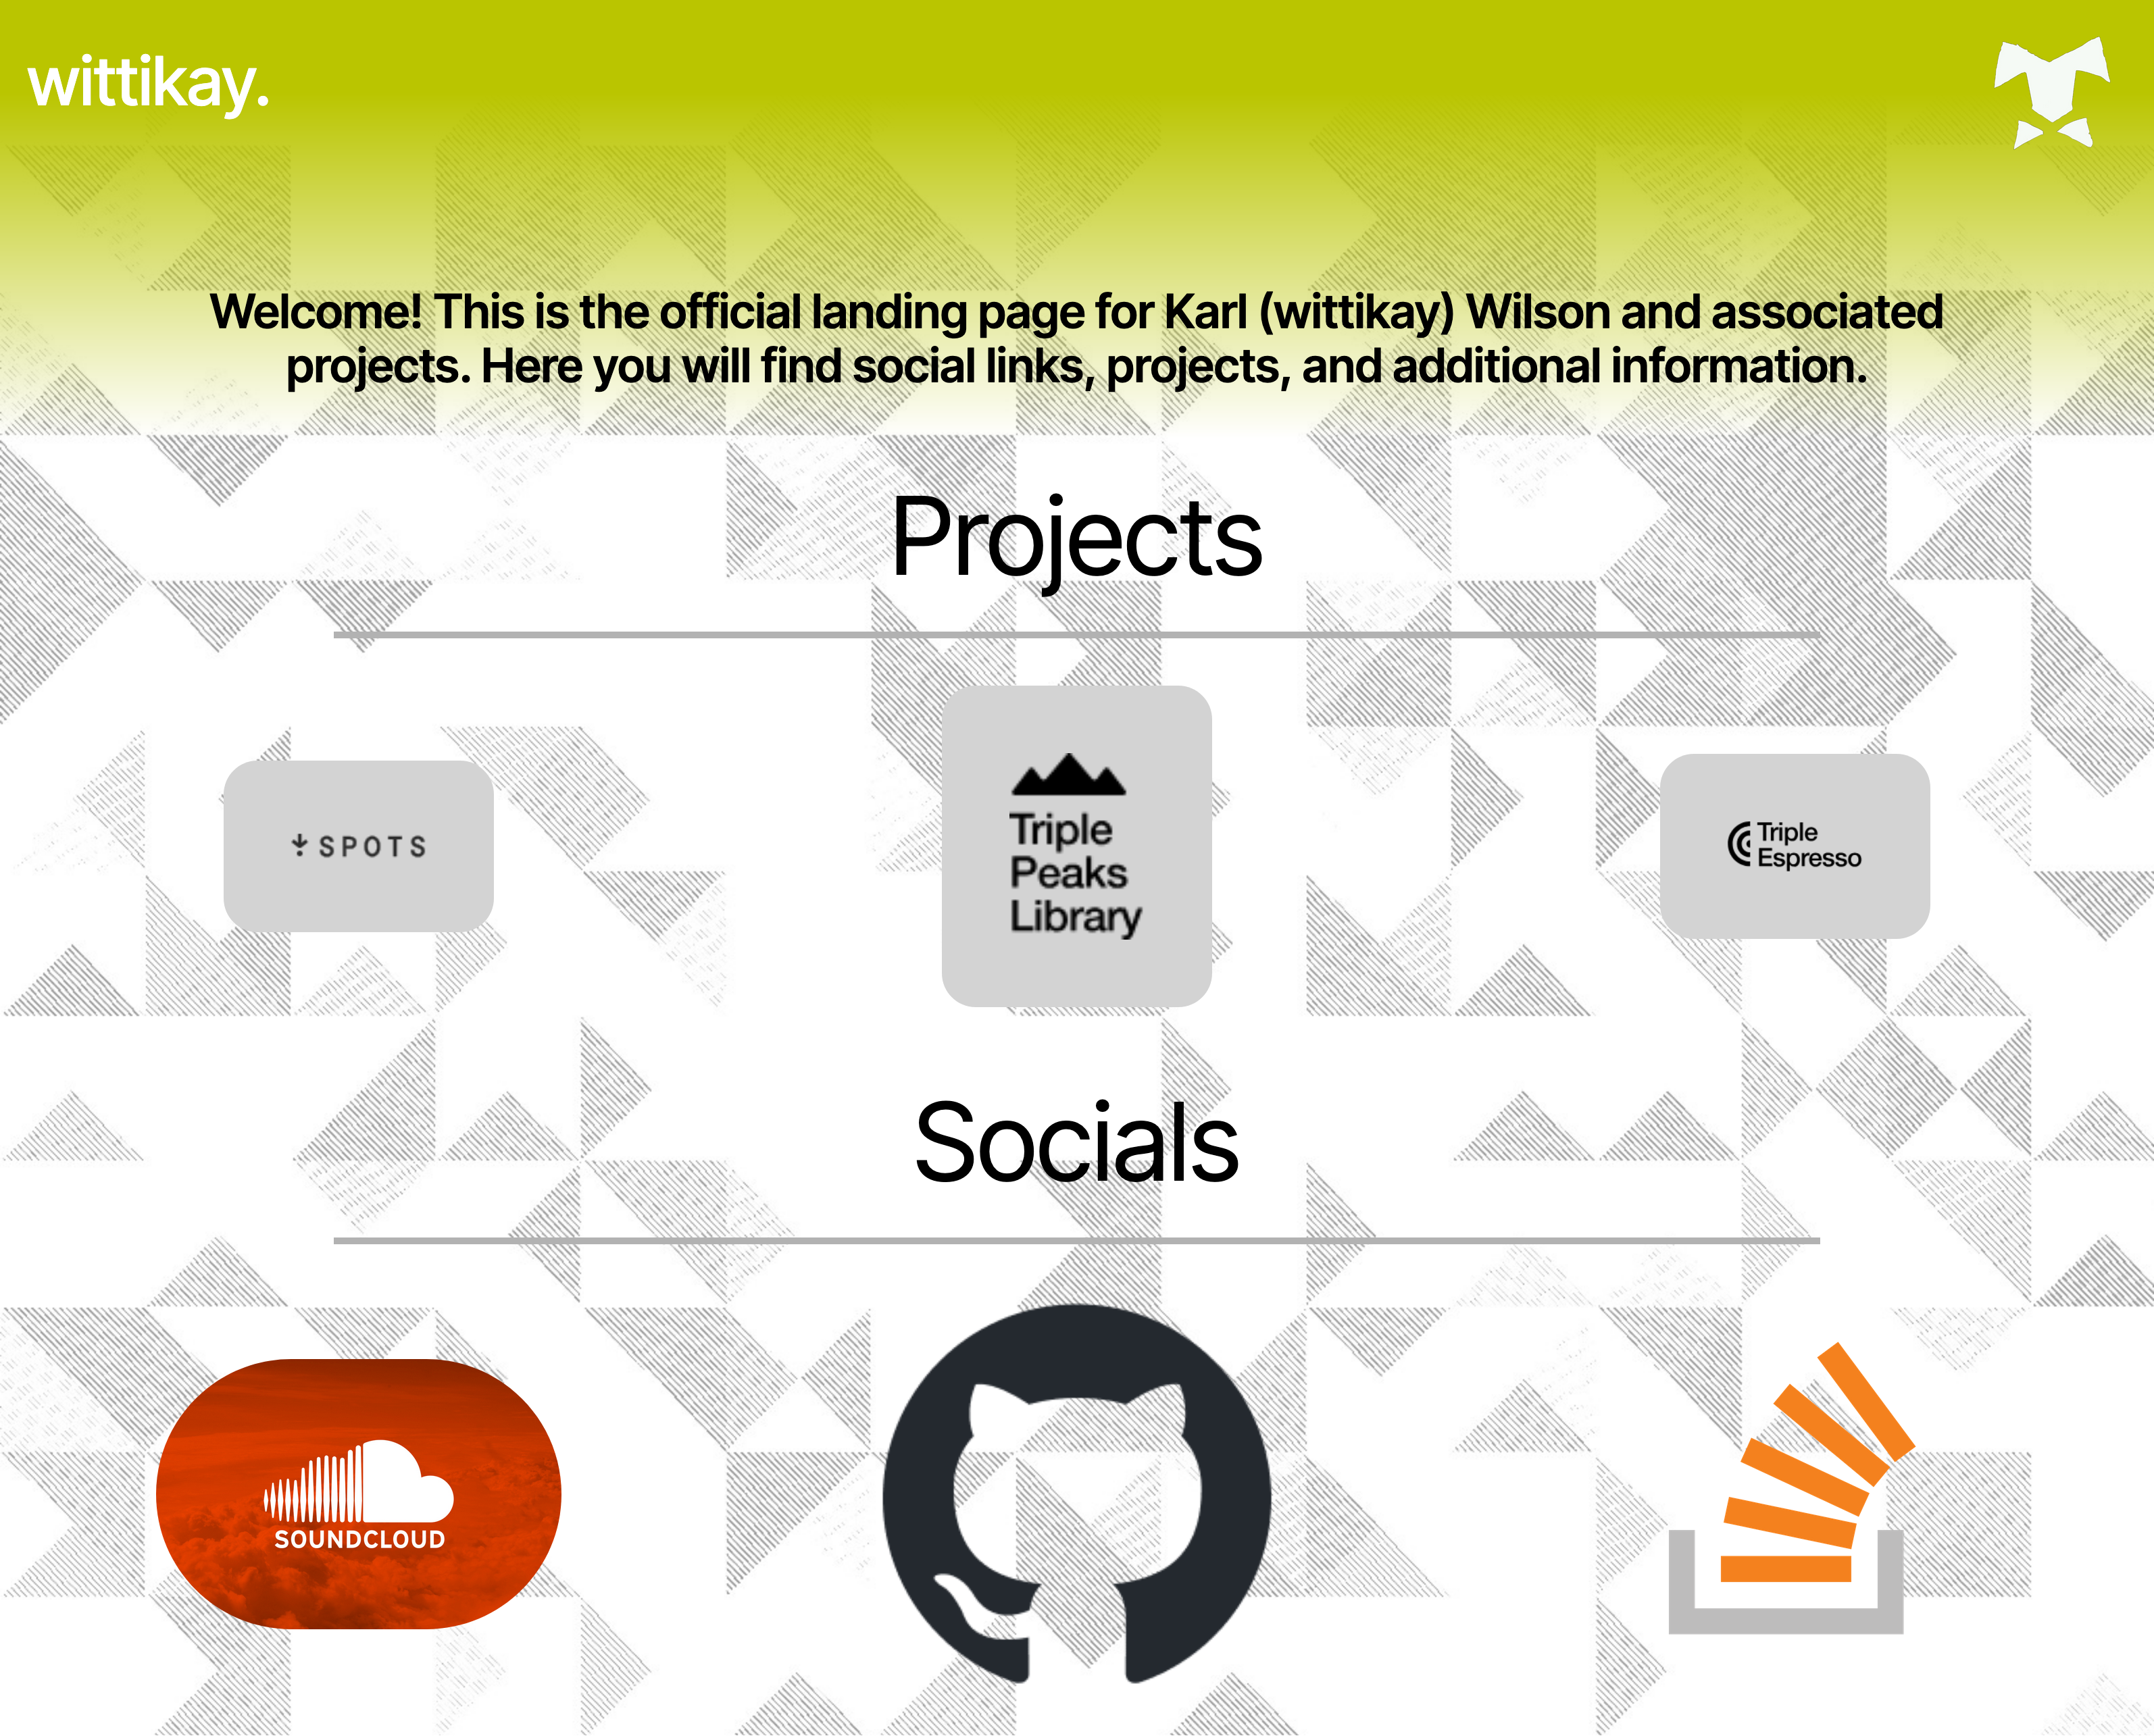 wittikay.
Welcome! This is the official landing page for Karl (wittikay) Wilson and associated
projects. Here you will find social links, projects, and additional information.
Projects
SPOTS
Triple
Peaks
Library
Triple
Espresso
Socials
SOUNDCLOUD